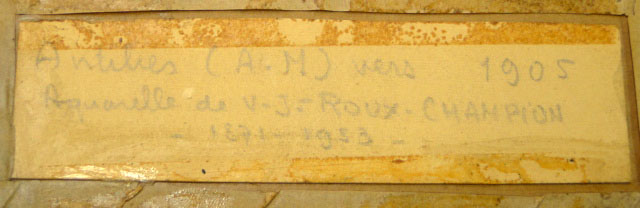 Antibes (A-M) vers 1905
Aquarelle de V-J- ROUX-CHAMPION
- 1871-1953 -